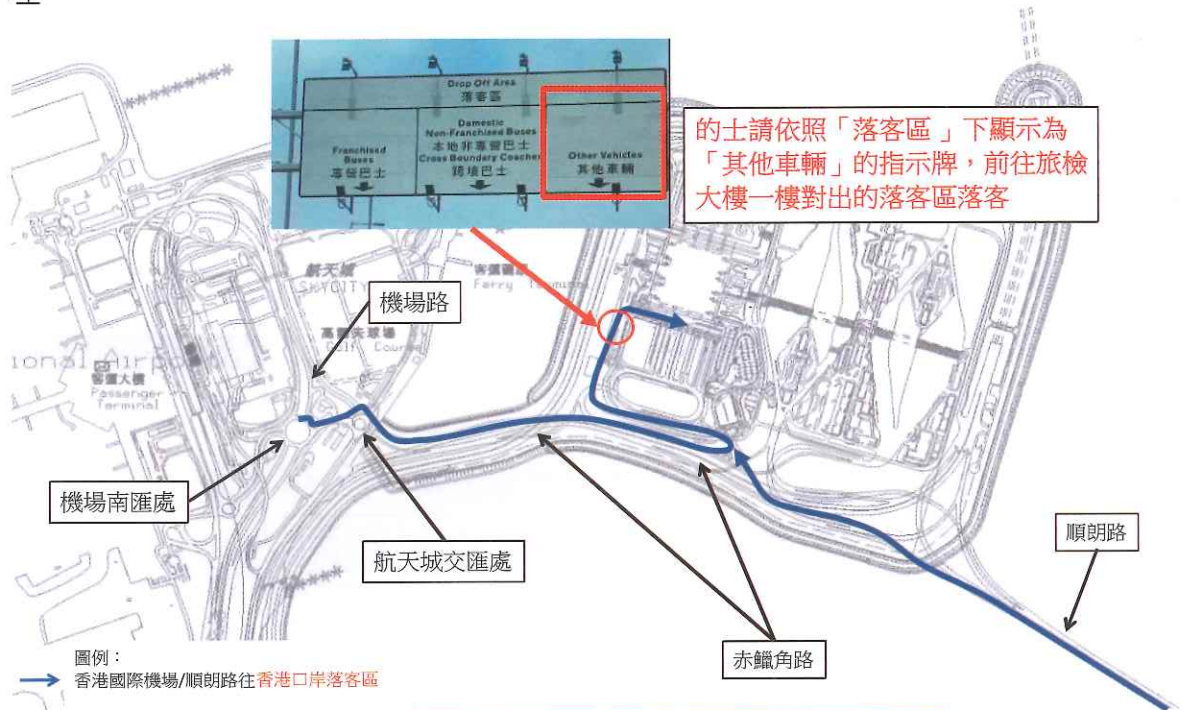 Drop Off Area
落客區
Franchised
Buses
專營巴士
Domestic
Non-Franchised Buses
本地非專營巴士
Cross Boundary Coaches
跨境巴士
Other Vehicles
其他車輛
的士請依照「落客區」下顯示為
「其他車輛」的指示牌，前往旅檢
大樓一樓對出的落客區落客
航天城
SKYCITY
Ferry Terminal
機場路
高爾夫球場
Golf Course
ional Airp
客運大樓
Passenger
Terminal
機場南匯處
航天城交匯處
順朗路
赤鱲角路
圖例：
香港國際機場/順朗路往香港口岸落客區